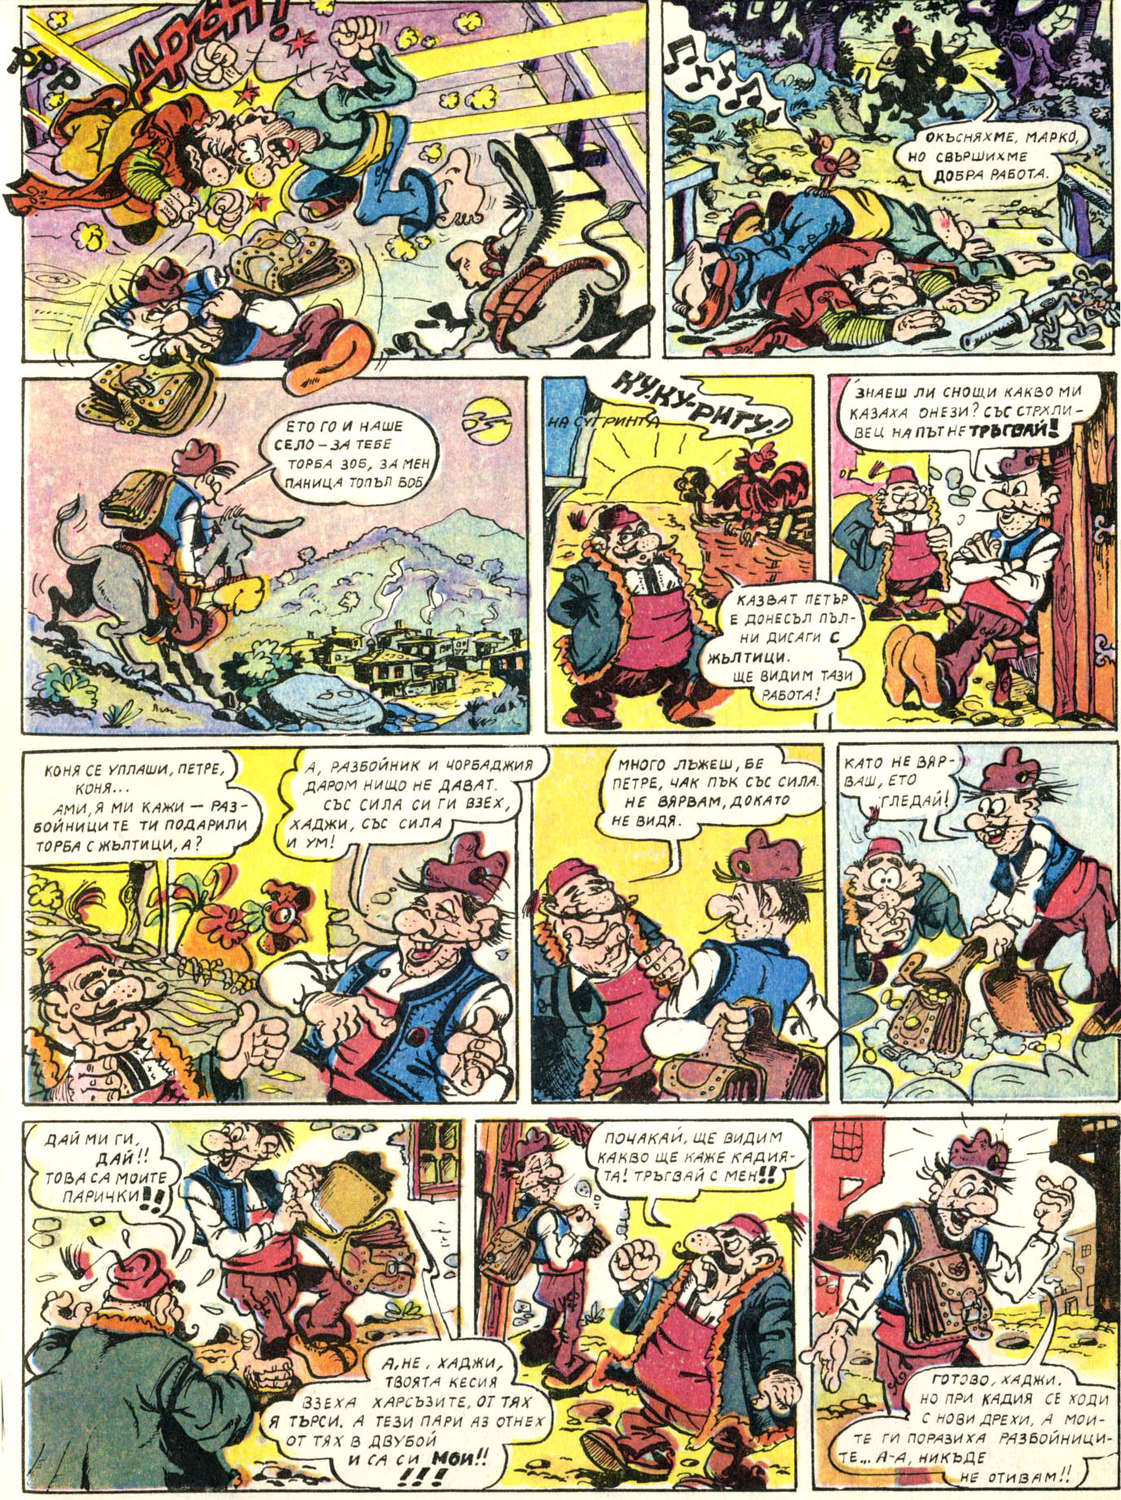 РРР
ДРЪН!
ОКЪСНЯХМЕ, МАРКО,
НО СВЪРШИХМЕ
ДОБРА РАБОТА.
ЕТО ГО И НАШЕ
СЕЛО – ЗА ТЕБЕ
ТОРБА ЗОБ, ЗА МЕН
ПАНИЦА ТОПЪЛ БОБ
КУ-КУ-РИГУ!
НА СУТРИНТА
КАЗВАТ ПЕТЪР
Е ДОНЕСЪЛ ПЪЛ-
НИ ДИСАГИ С
ЖЪЛТИЦИ.
ЩЕ ВИДИМ ТАЗИ
РАБОТА!
ЗНАЕШ ЛИ СНОЩИ КАКВО МИ
КАЗАХА ОНЕЗИ? СЪС СТРХЛИ-
ВЕЦ НА ПЪТ НЕ ТРЪГВАЙ!
КОНЯ СЕ УПЛАШИ, ПЕТРЕ,
КОНЯ...
АМИ, Я МИ КАЖИ – РАЗ-
БОЙНИЦИТЕ ТИ ПОДАРИЛИ
ТОРБА С ЖЪЛТИЦИ, А?
А, РАЗБОЙНИК И ЧОРБАДЖИЯ
ДАРОМ НИЩО НЕ ДАВАТ.
СЪС СИЛА СИ ГИ ВЗЕХ,
ХАДЖИ, СЪС СИЛА
И УМ!
МНОГО ЛЪЖЕШ, БЕ
ПЕТРЕ, ЧАК ПЪК СЪС СИЛА.
НЕ ВЯРВАМ, ДОКАТО
НЕ ВИДЯ.
КАТО НЕ ВЯР-
ВАШ, ЕТО
ГЛЕДАЙ!
ДАЙ МИ ГИ,
ДАЙ!!
ТОВА СА МОИТЕ
ПАРИЧКИ!!
А, НЕ, ХАДЖИ,
ТВОЯТА КЕСИЯ
ВЗЕХА ХАРСЪЗИТЕ, ОТ ТЯХ
Я ТЪРСИ. А ТЕЗИ ПАРИ АЗ ОТНЕХ
ОТ ТЯХ В ДВУБОЙ
И СА СИ МОИ!!
!!!
ПОЧАКАЙ, ЩЕ ВИДИМ
КАКВО ЩЕ КАЖЕ КАДИЯ-
ТА! ТРЪГВАЙ С МЕН!!
ГОТОВО, ХАДЖИ.
НО ПРИ КАДИЯ СЕ ХОДИ
С НОВИ ДРЕХИ, А МОИ-
ТЕ ГИ ПОРАЗИХА РАЗБОЙНИЦИ-
ТЕ... А-А, НИКЪДЕ
НЕ ОТИВАМ!!